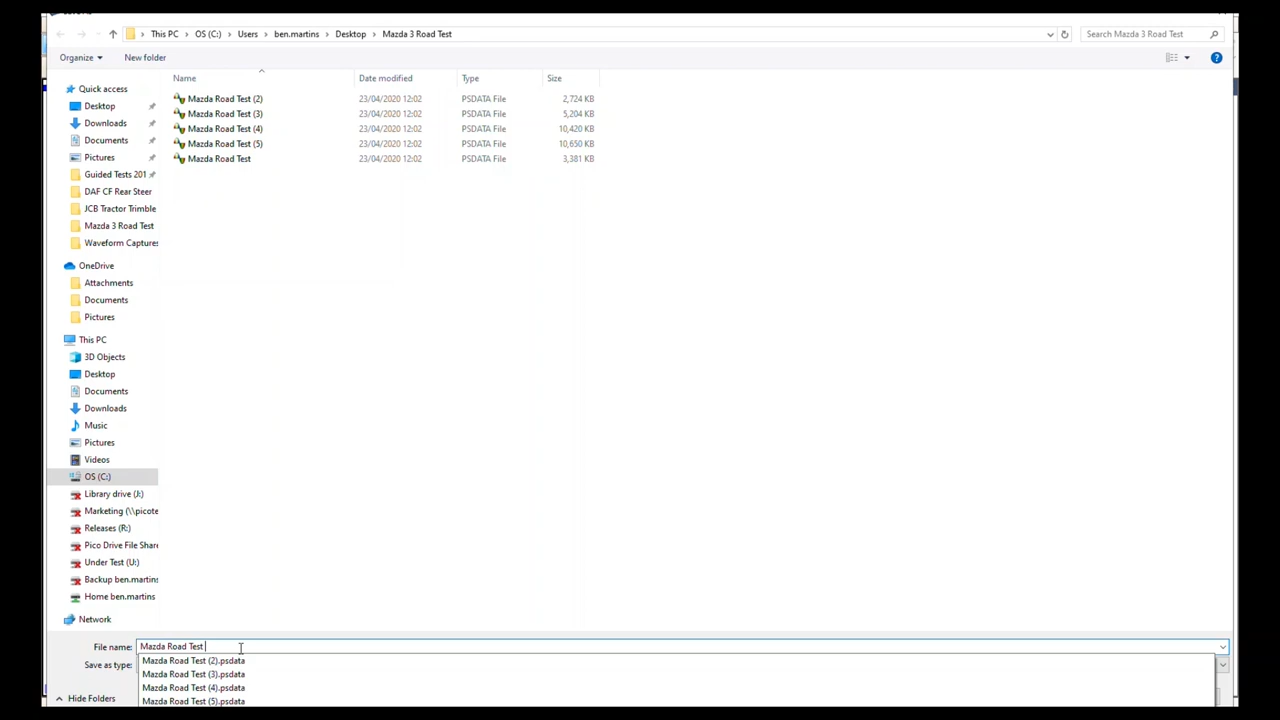 This PC > OS (C:) > Users > ben.martins > Desktop > Mazda 3 Road Test
Search Mazda 3 Road Test
Organize
New folder
Name Date modified Type Size
Mazda Road Test (2) 23/04/2020 12:02 PSDATA File 2,724 KB
Mazda Road Test (3) 23/04/2020 12:02 PSDATA File 5,204 KB
Mazda Road Test (4) 23/04/2020 12:02 PSDATA File 10,420 KB
Mazda Road Test (5) 23/04/2020 12:02 PSDATA File 10,650 KB
Mazda Road Test 23/04/2020 12:02 PSDATA File 3,381 KB
Quick access
Desktop
Downloads
Documents
Pictures
Guided Tests 201
DAF CF Rear Steer
JCB Tractor Trimble
Mazda 3 Road Test
Waveform Captures
OneDrive
Attachments
Documents
Pictures
This PC
3D Objects
Desktop
Documents
Downloads
Music
Pictures
Videos
OS (C:)
Library drive (J:)
Marketing (\\picote
Releases (R:)
Pico Drive File Share
Under Test (U:)
Backup ben.martins
Home ben.martins
Network
File name: Mazda Road Test
Save as type:
Mazda Road Test (2).psdata
Mazda Road Test (3).psdata
Mazda Road Test (4).psdata
Mazda Road Test (5).psdata
Hide Folders